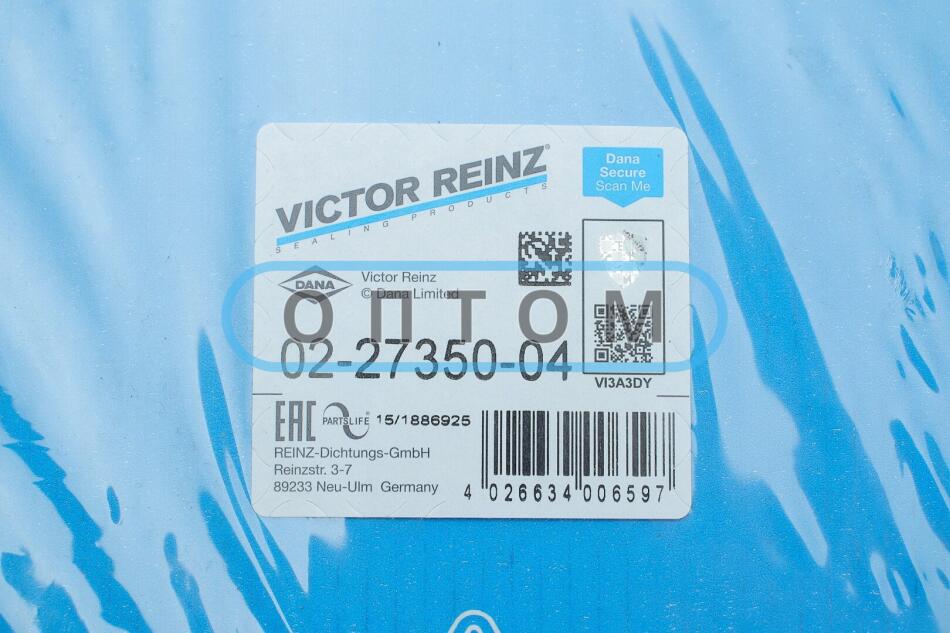 VICTOR REINZ®
SEALING PRODUCTS
Dana
Secure
Scan Me
DANA
Victor Reinz
© Dana Limited
ОПТОМ
02-27350-04
VI3A3DY
EAC PARTSLIFE® 15/1886925
REINZ-Dichtungs-GmbH
Reinzstr. 3-7
89233 Neu-Ulm Germany
4 026634 006597